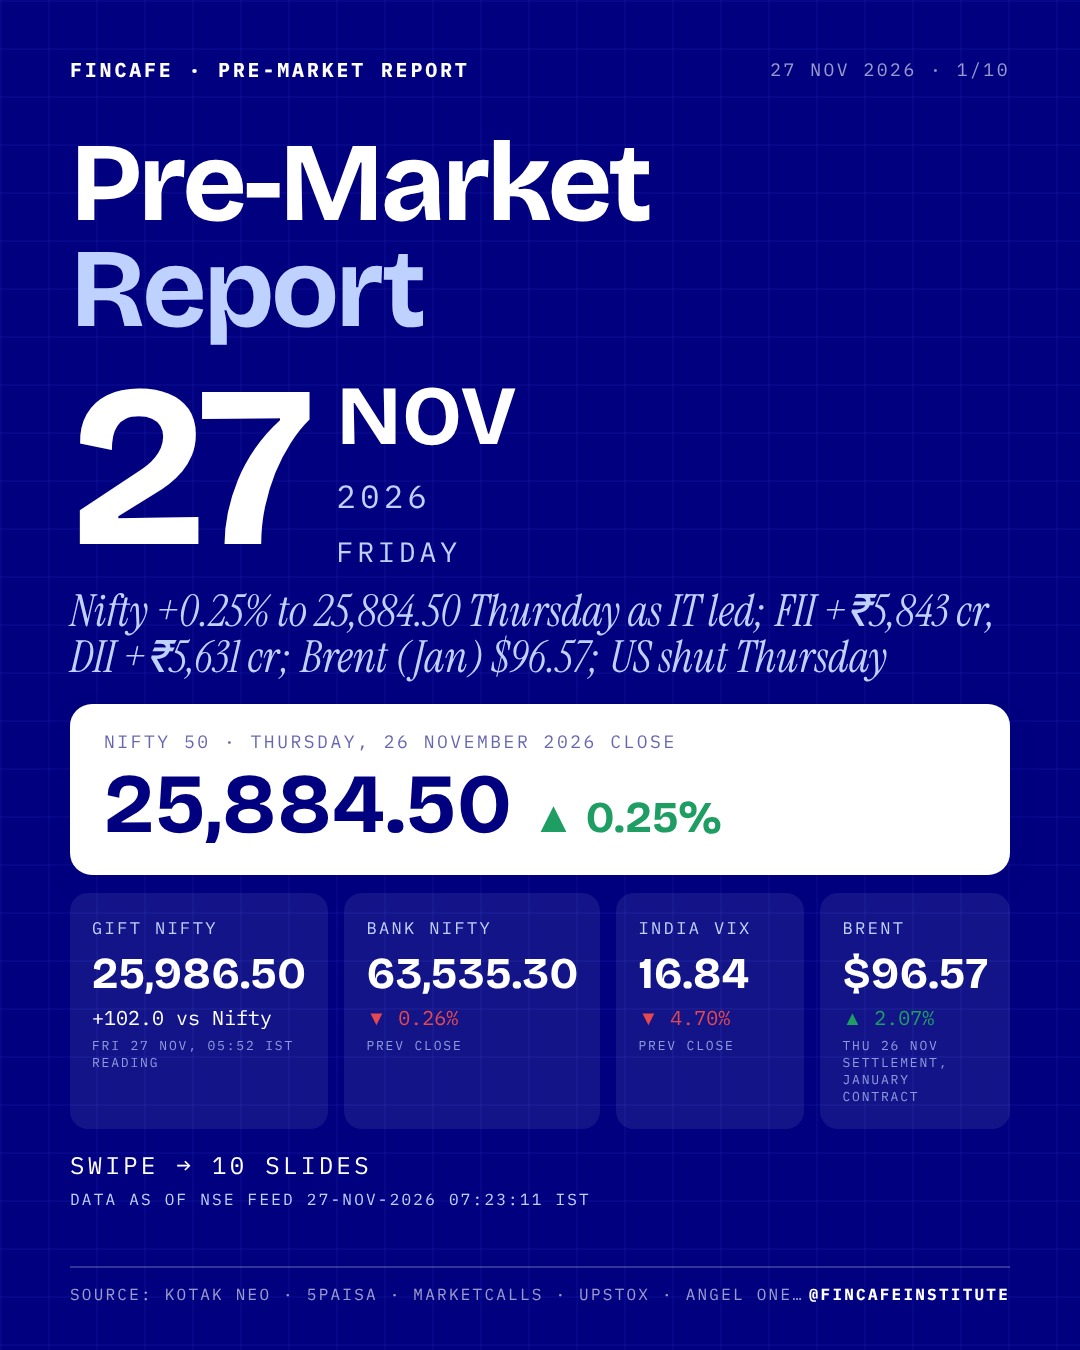 FINCAFE · PRE-MARKET REPORT
27 NOV 2026 · 1/10
Pre-Market
Report
27
NOV
2026
FRIDAY
Nifty +0.25% to 25,884.50 Thursday as IT led; FII +₹5,843 cr,
DII +₹5,631 cr; Brent (Jan) $96.57; US shut Thursday
NIFTY 50 · THURSDAY, 26 NOVEMBER 2026 CLOSE
25,884.50 ▲ 0.25%
GIFT NIFTY
25,986.50
+102.0 vs Nifty
FRI 27 NOV, 05:52 IST
READING
BANK NIFTY
63,535.30
▼ 0.26%
PREV CLOSE
INDIA VIX
16.84
▼ 4.70%
PREV CLOSE
BRENT
$96.57
▲ 2.07%
THU 26 NOV
SETTLEMENT,
JANUARY
CONTRACT
SWIPE → 10 SLIDES
DATA AS OF NSE FEED 27-NOV-2026 07:23:11 IST
SOURCE: KOTAK NEO · 5PAISA · MARKETCALLS · UPSTOX · ANGEL ONE… @FINCAFEINSTITUTE